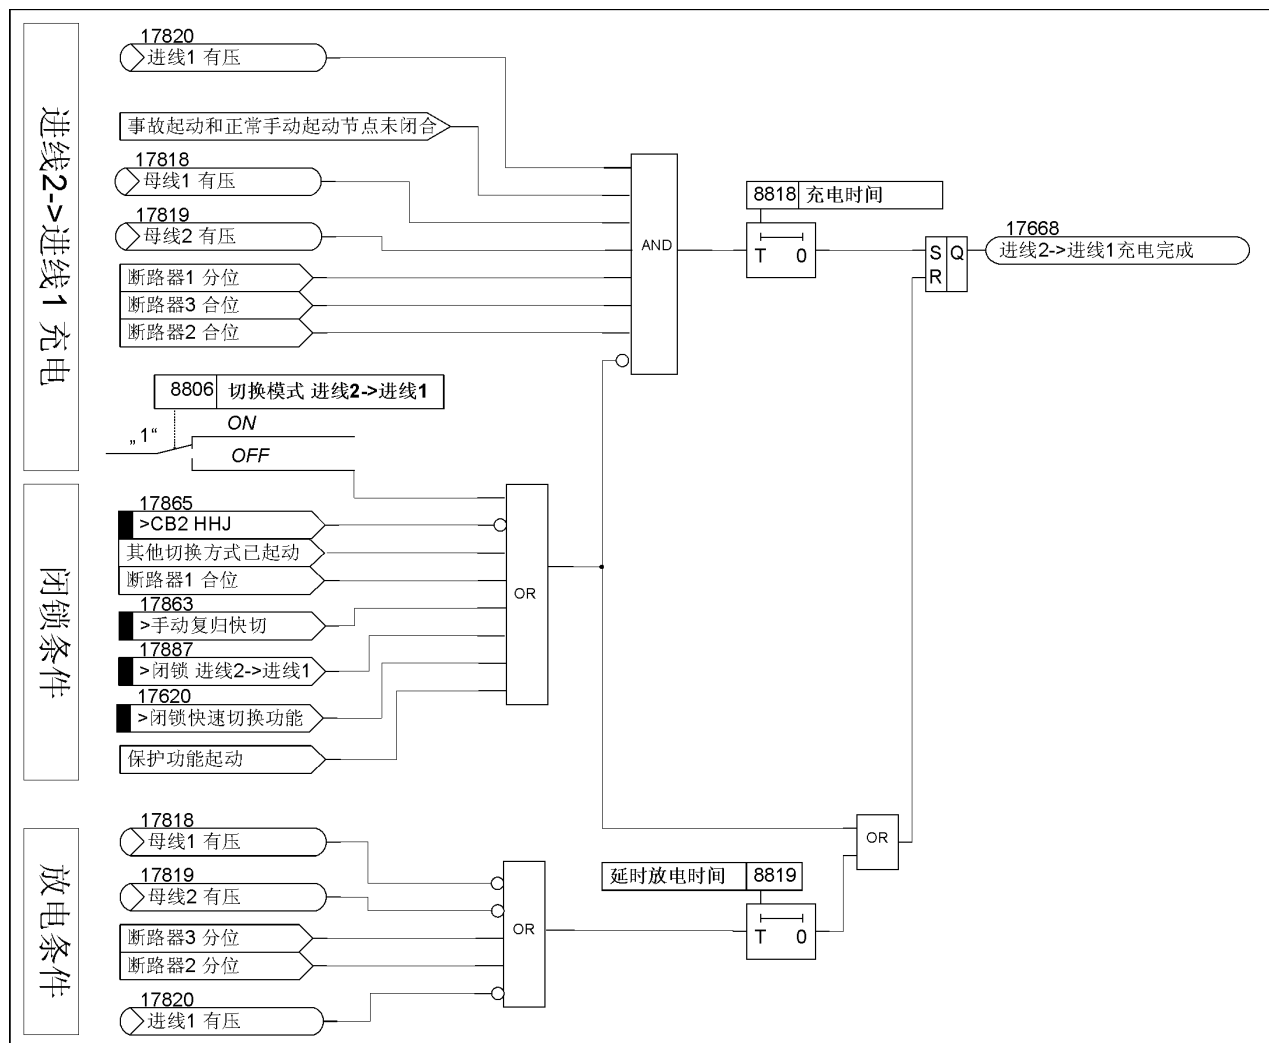 进线2->进线1 充电
17820
进线1 有压
事故起动和正常手动起动节点未闭合
17818
母线1 有压
17819
母线2 有压
断路器1 分位
断路器3 合位
断路器2 合位
AND
8818 充电时间
T 0
S Q
R
17668
进线2->进线1充电完成
8806 切换模式 进线2->进线1
„1“
ON
OFF
闭锁条件
17865
>CB2 HHJ
其他切换方式已起动
断路器1 合位
17863
>手动复归快切
17887
>闭锁 进线2->进线1
17620
>闭锁快速切换功能
保护功能起动
OR
放电条件
17818
母线1 有压
17819
母线2 有压
断路器3 分位
断路器2 分位
17820
进线1 有压
OR
延时放电时间 8819
T 0
OR